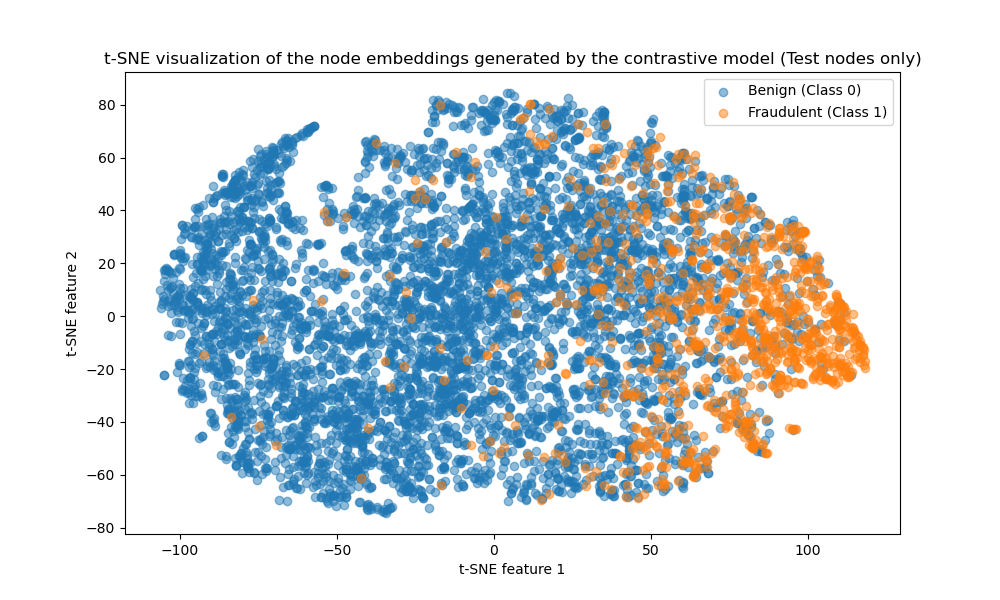 t-SNE visualization of the node embeddings generated by the contrastive model (Test nodes only)
Benign (Class 0)
Fraudulent (Class 1)
80
60
40
20
0
−20
−40
−60
−80
t-SNE feature 2
−100
−50
0
50
100
t-SNE feature 1